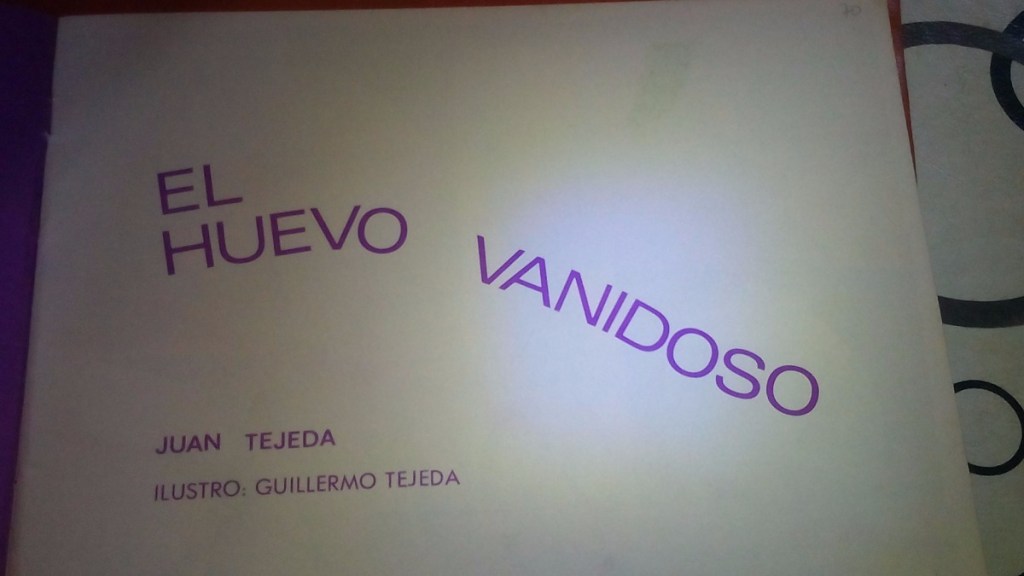 EL
HUEVO VANIDOSO
JUAN TEJEDA
ILUSTRO: GUILLERMO TEJEDA